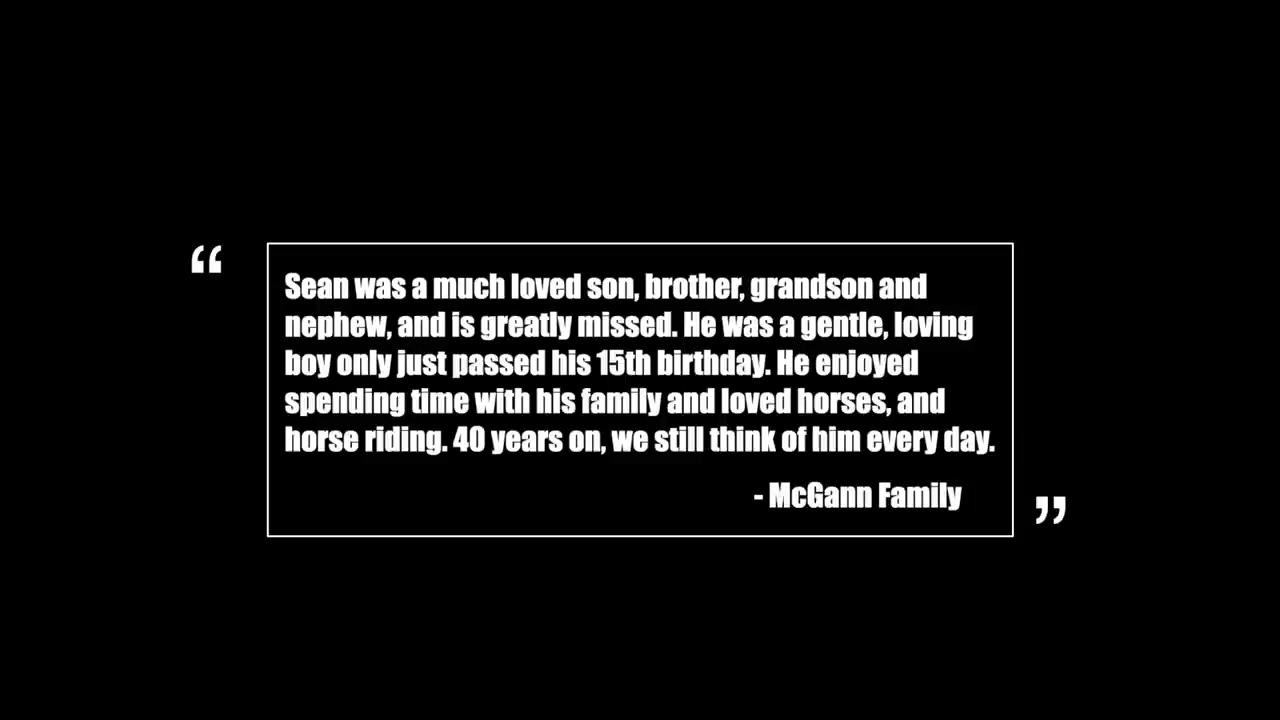 “
Sean was a much loved son, brother, grandson and
nephew, and is greatly missed. He was a gentle, loving
boy only just passed his 15th birthday. He enjoyed
spending time with his family and loved horses, and
horse riding. 40 years on, we still think of him every day.
- McGann Family
”